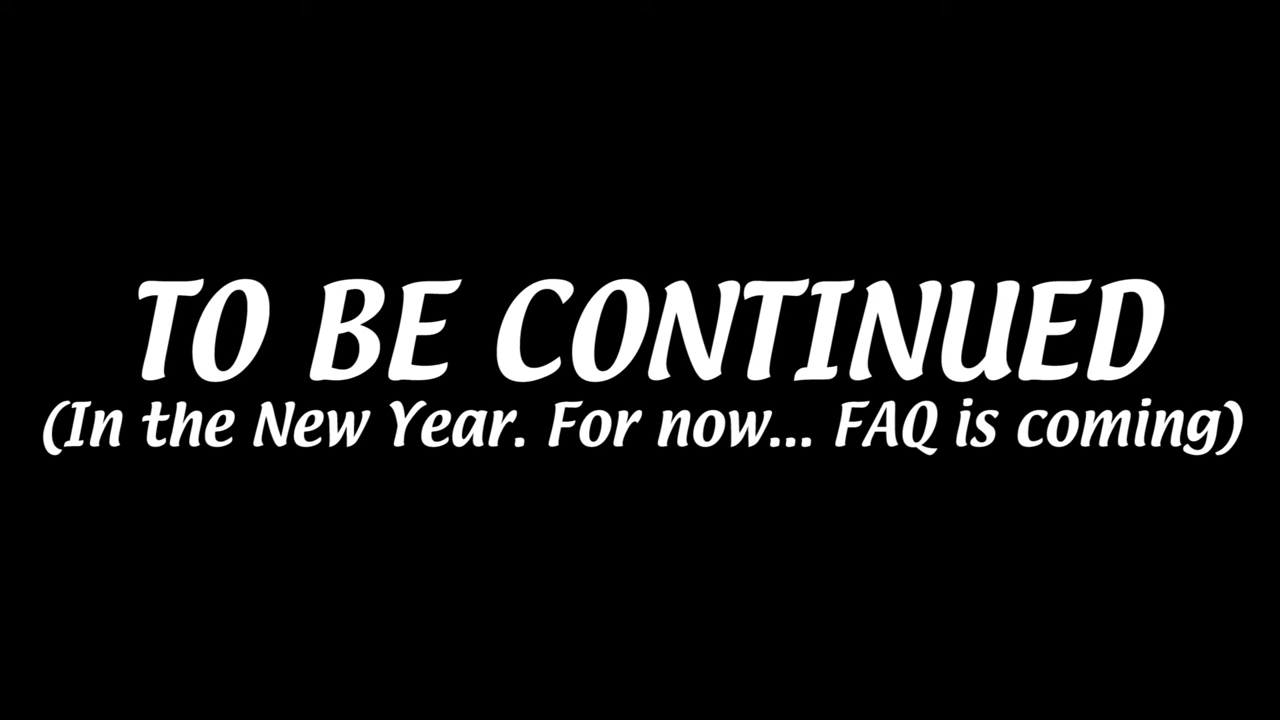 TO BE CONTINUED
(In the New Year. For now... FAQ is coming)